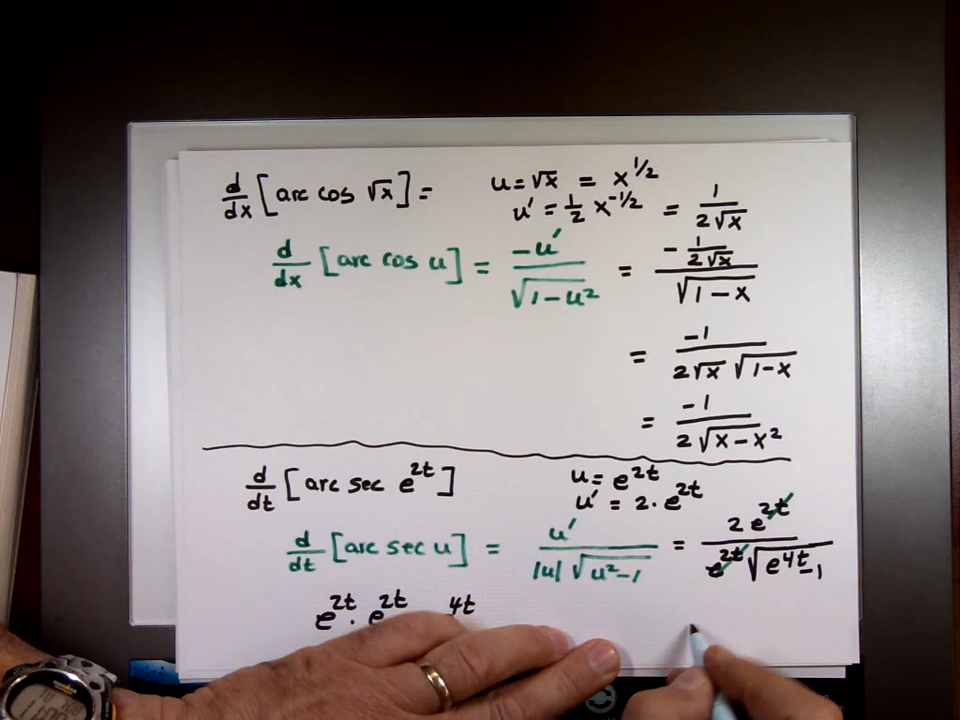 d/dx [arc cos √x] = u = √x = x^1/2
u' = 1/2 x^-1/2 = 1/(2√x)
d/dx [arc cos u] = -u'/√(1-u²) = -(1/(2√x))/√(1-x)
= -1/(2√x √(1-x))
= -1/(2√(x-x²))
d/dt [arc sec e^2t] u = e^2t
u' = 2·e^2t
d/dt [arc sec u] = u'/(|u|√(u²-1)) = 2e^2t/(e^2t √(e^4t-1))
e^2t · e^2t 4t